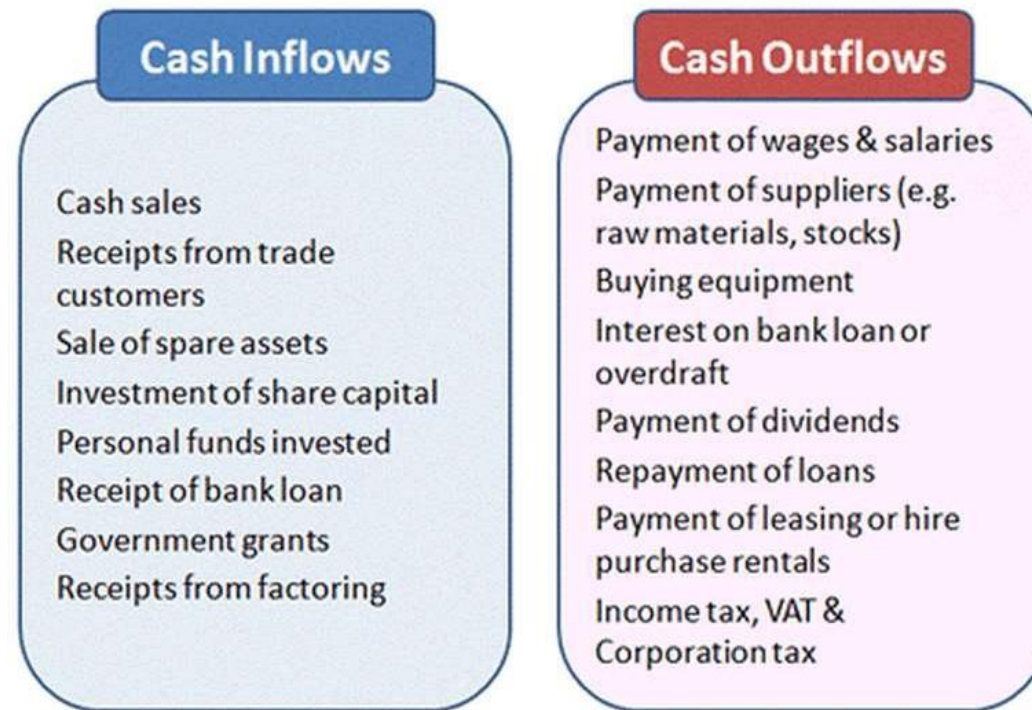 Cash Inflows
Cash sales
Receipts from trade
customers
Sale of spare assets
Investment of share capital
Personal funds invested
Receipt of bank loan
Government grants
Receipts from factoring
Cash Outflows
Payment of wages & salaries
Payment of suppliers (e.g.
raw materials, stocks)
Buying equipment
Interest on bank loan or
overdraft
Payment of dividends
Repayment of loans
Payment of leasing or hire
purchase rentals
Income tax, VAT &
Corporation tax